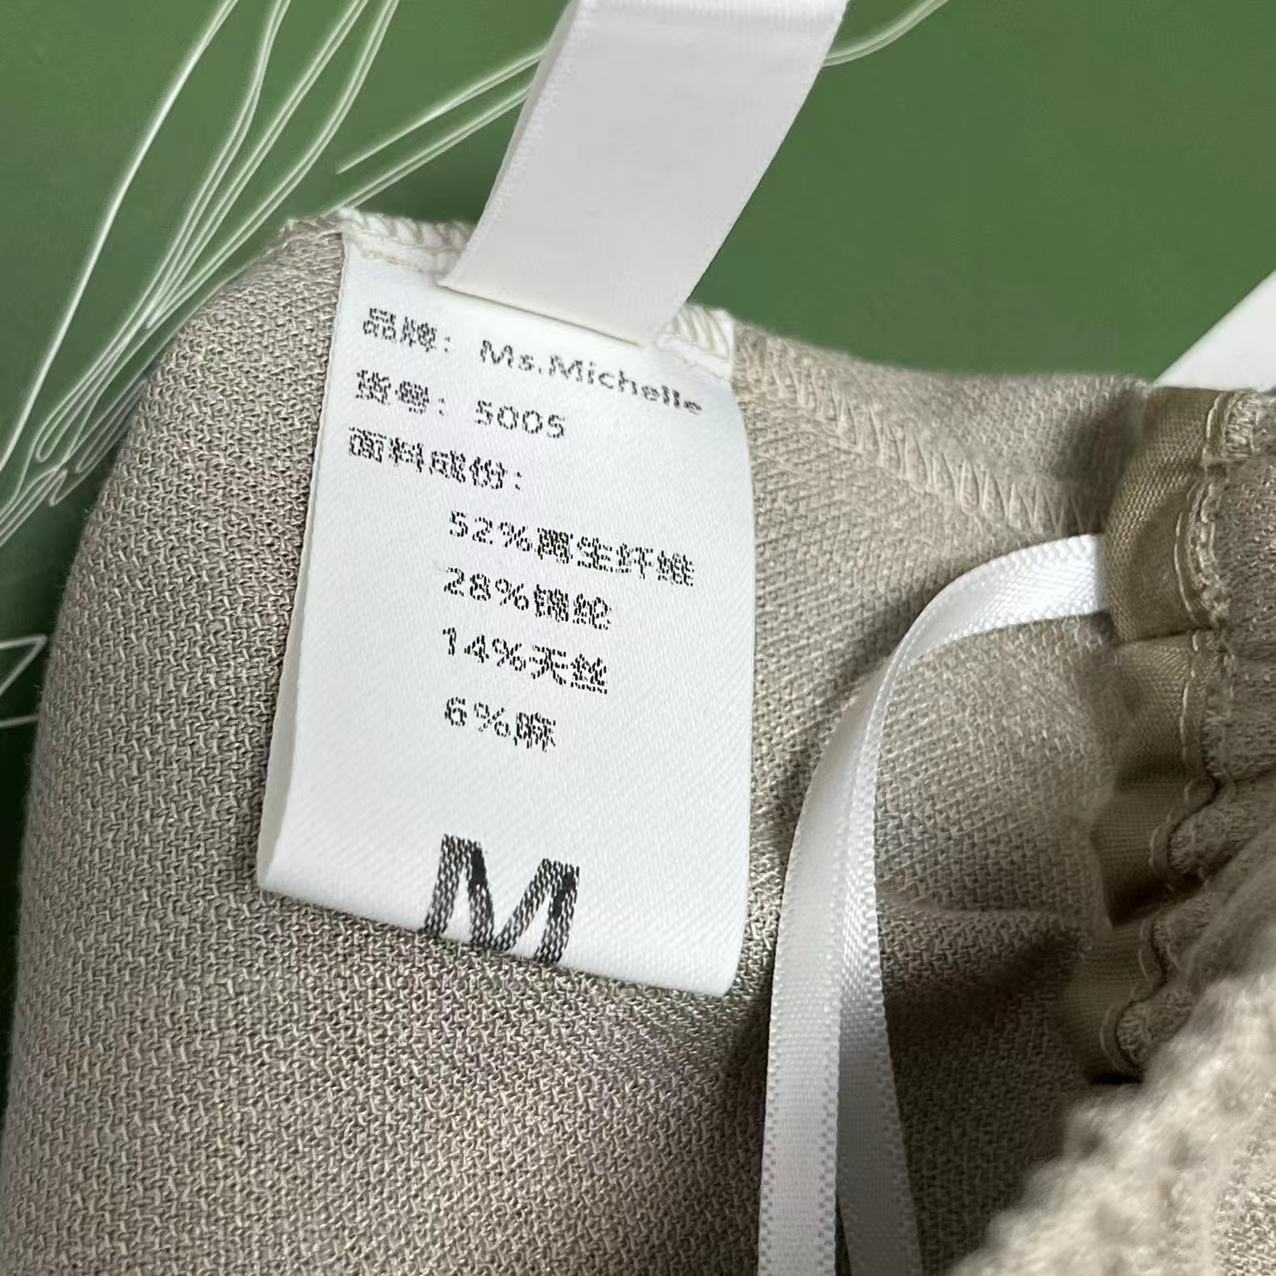 品牌：Ms.Michelle
货号：5005
面料成份：
52%再生纤维
28%锦纶
14%天丝
6%麻
M